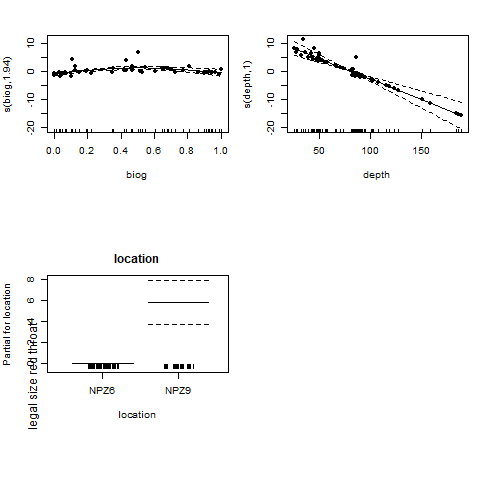 s(biog,1.94)
10
0
-10
-20
0.0 0.2 0.4 0.6 0.8 1.0
biog
s(depth,1)
10
0
-10
-20
50 100 150
depth
location
Partial for location
legal size red throat
8
6
4
2
0
NPZ6 NPZ9
location